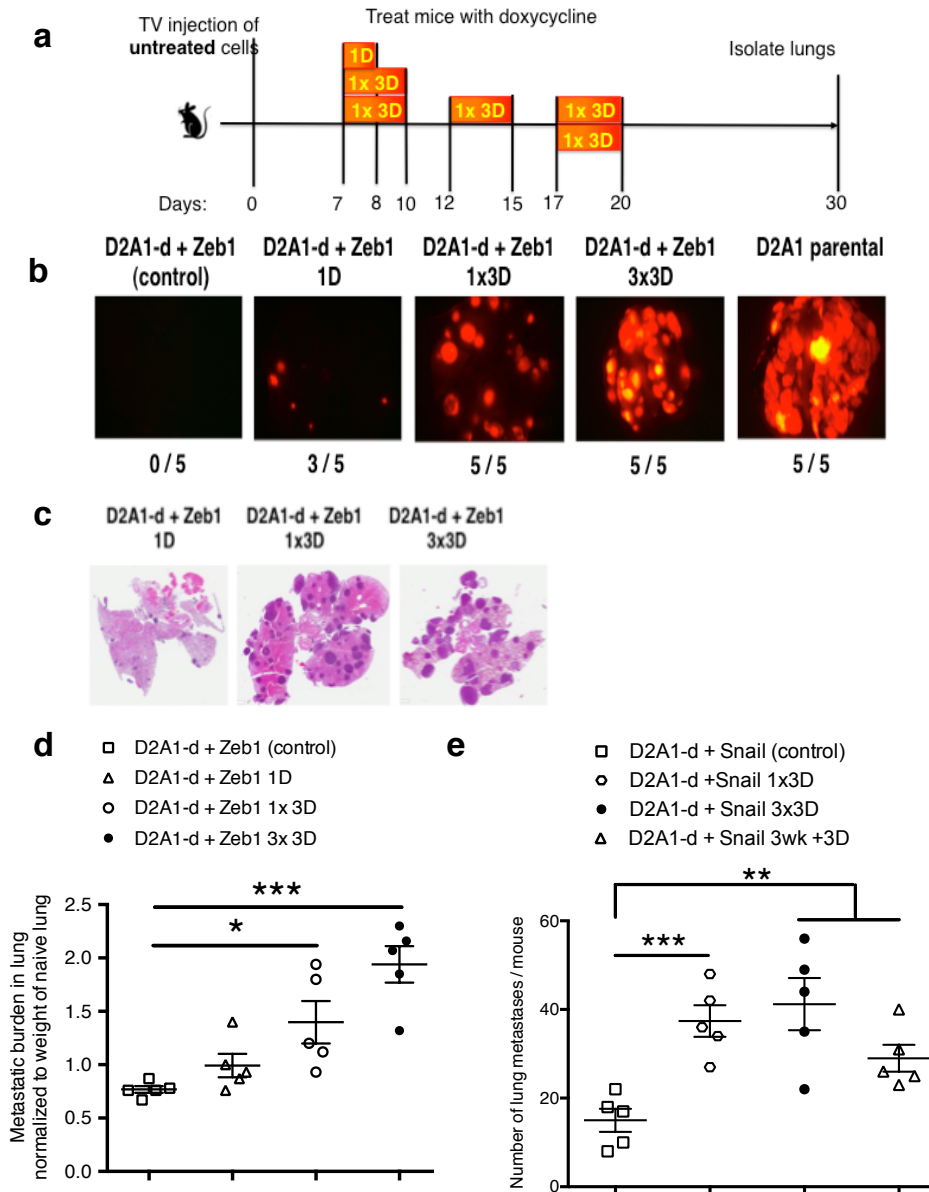 a
TV injection of
untreated cells
Treat mice with doxycycline
Isolate lungs
1D
1x 3D
1x 3D
1x 3D
1x 3D
1x 3D
Days:
0
7
8
10
12
15
17
20
30
b
D2A1-d + Zeb1
(control)
D2A1-d + Zeb1
1D
D2A1-d + Zeb1
1x3D
D2A1-d + Zeb1
3x3D
D2A1 parental
0 / 5
3 / 5
5 / 5
5 / 5
5 / 5
c
D2A1-d + Zeb1
1D
D2A1-d + Zeb1
1x3D
D2A1-d + Zeb1
3x3D
d
D2A1-d + Zeb1 (control)
D2A1-d + Zeb1 1D
D2A1-d + Zeb1 1x 3D
D2A1-d + Zeb1 3x 3D
***
*
Metastatic burden in lung
normalized to weight of naive lung
2.5
2.0
1.5
1.0
0.5
0.0
e
D2A1-d + Snail (control)
D2A1-d +Snail 1x3D
D2A1-d + Snail 3x3D
D2A1-d + Snail 3wk +3D
**
***
Number of lung metastases / mouse
60
40
20
0